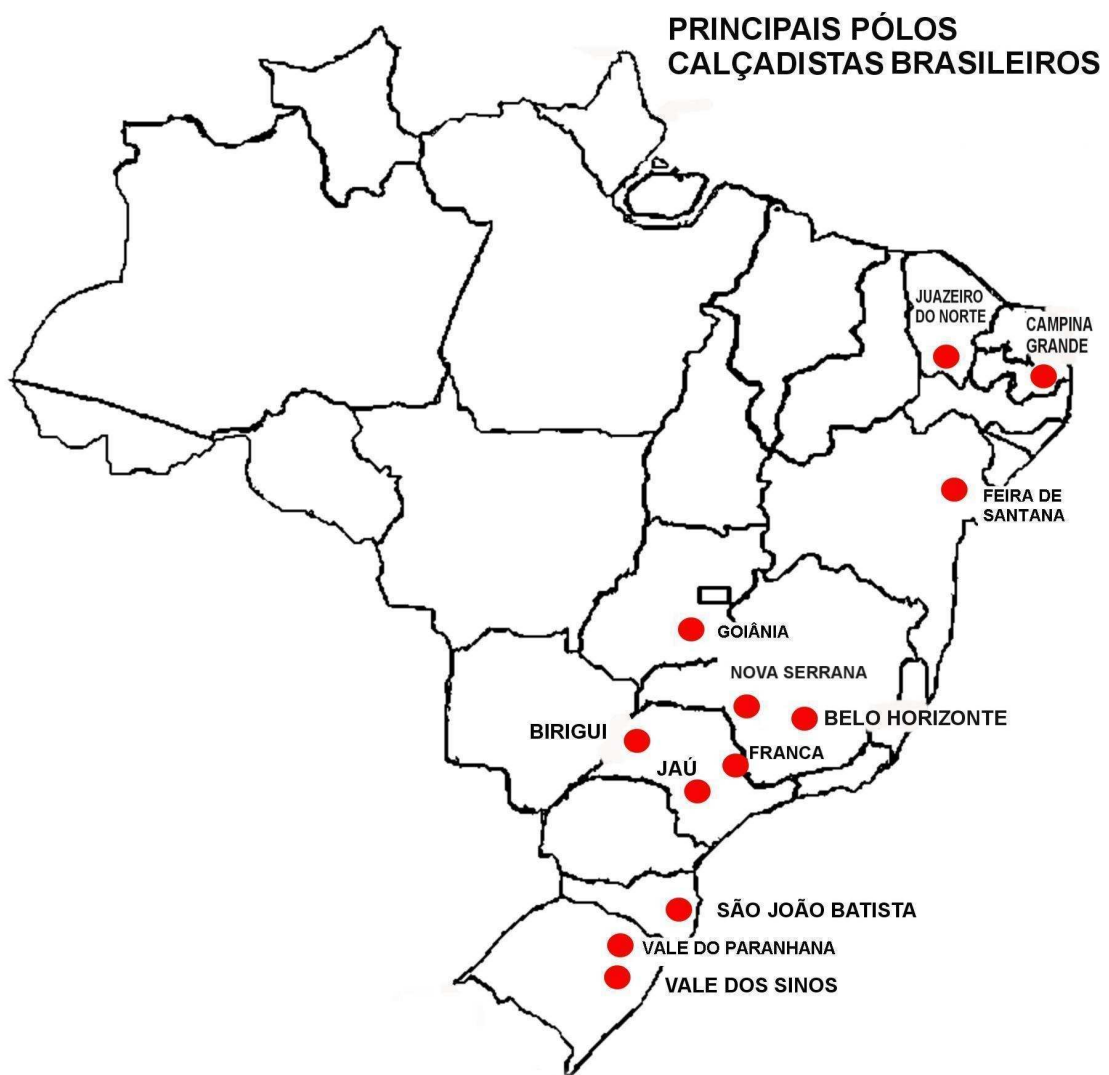 PRINCIPAIS PÓLOS
CALÇADISTAS BRASILEIROS
JUAZEIRO
DO NORTE
CAMPINA
GRANDE
FEIRA DE
SANTANA
GOIÂNIA
NOVA SERRANA
BELO HORIZONTE
BIRIGUI
FRANCA
JAÚ
SÃO JOÃO BATISTA
VALE DO PARANHANA
VALE DOS SINOS